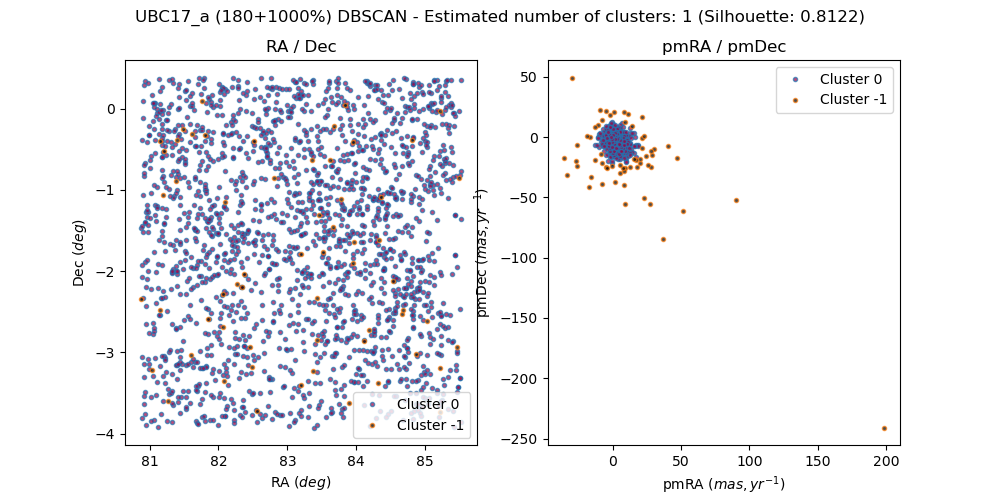 UBC17_a (180+1000%) DBSCAN - Estimated number of clusters: 1 (Silhouette: 0.8122)
RA / Dec
0
−1
−2
−3
−4
Dec (deg)
81 82 83 84 85
RA (deg)
Cluster 0
Cluster -1
pmRA / pmDec
50
0
−50
−100
−150
−200
−250
pmDec (mas, yr⁻¹)
0 50 100 150 200
pmRA (mas, yr⁻¹)
Cluster 0
Cluster -1